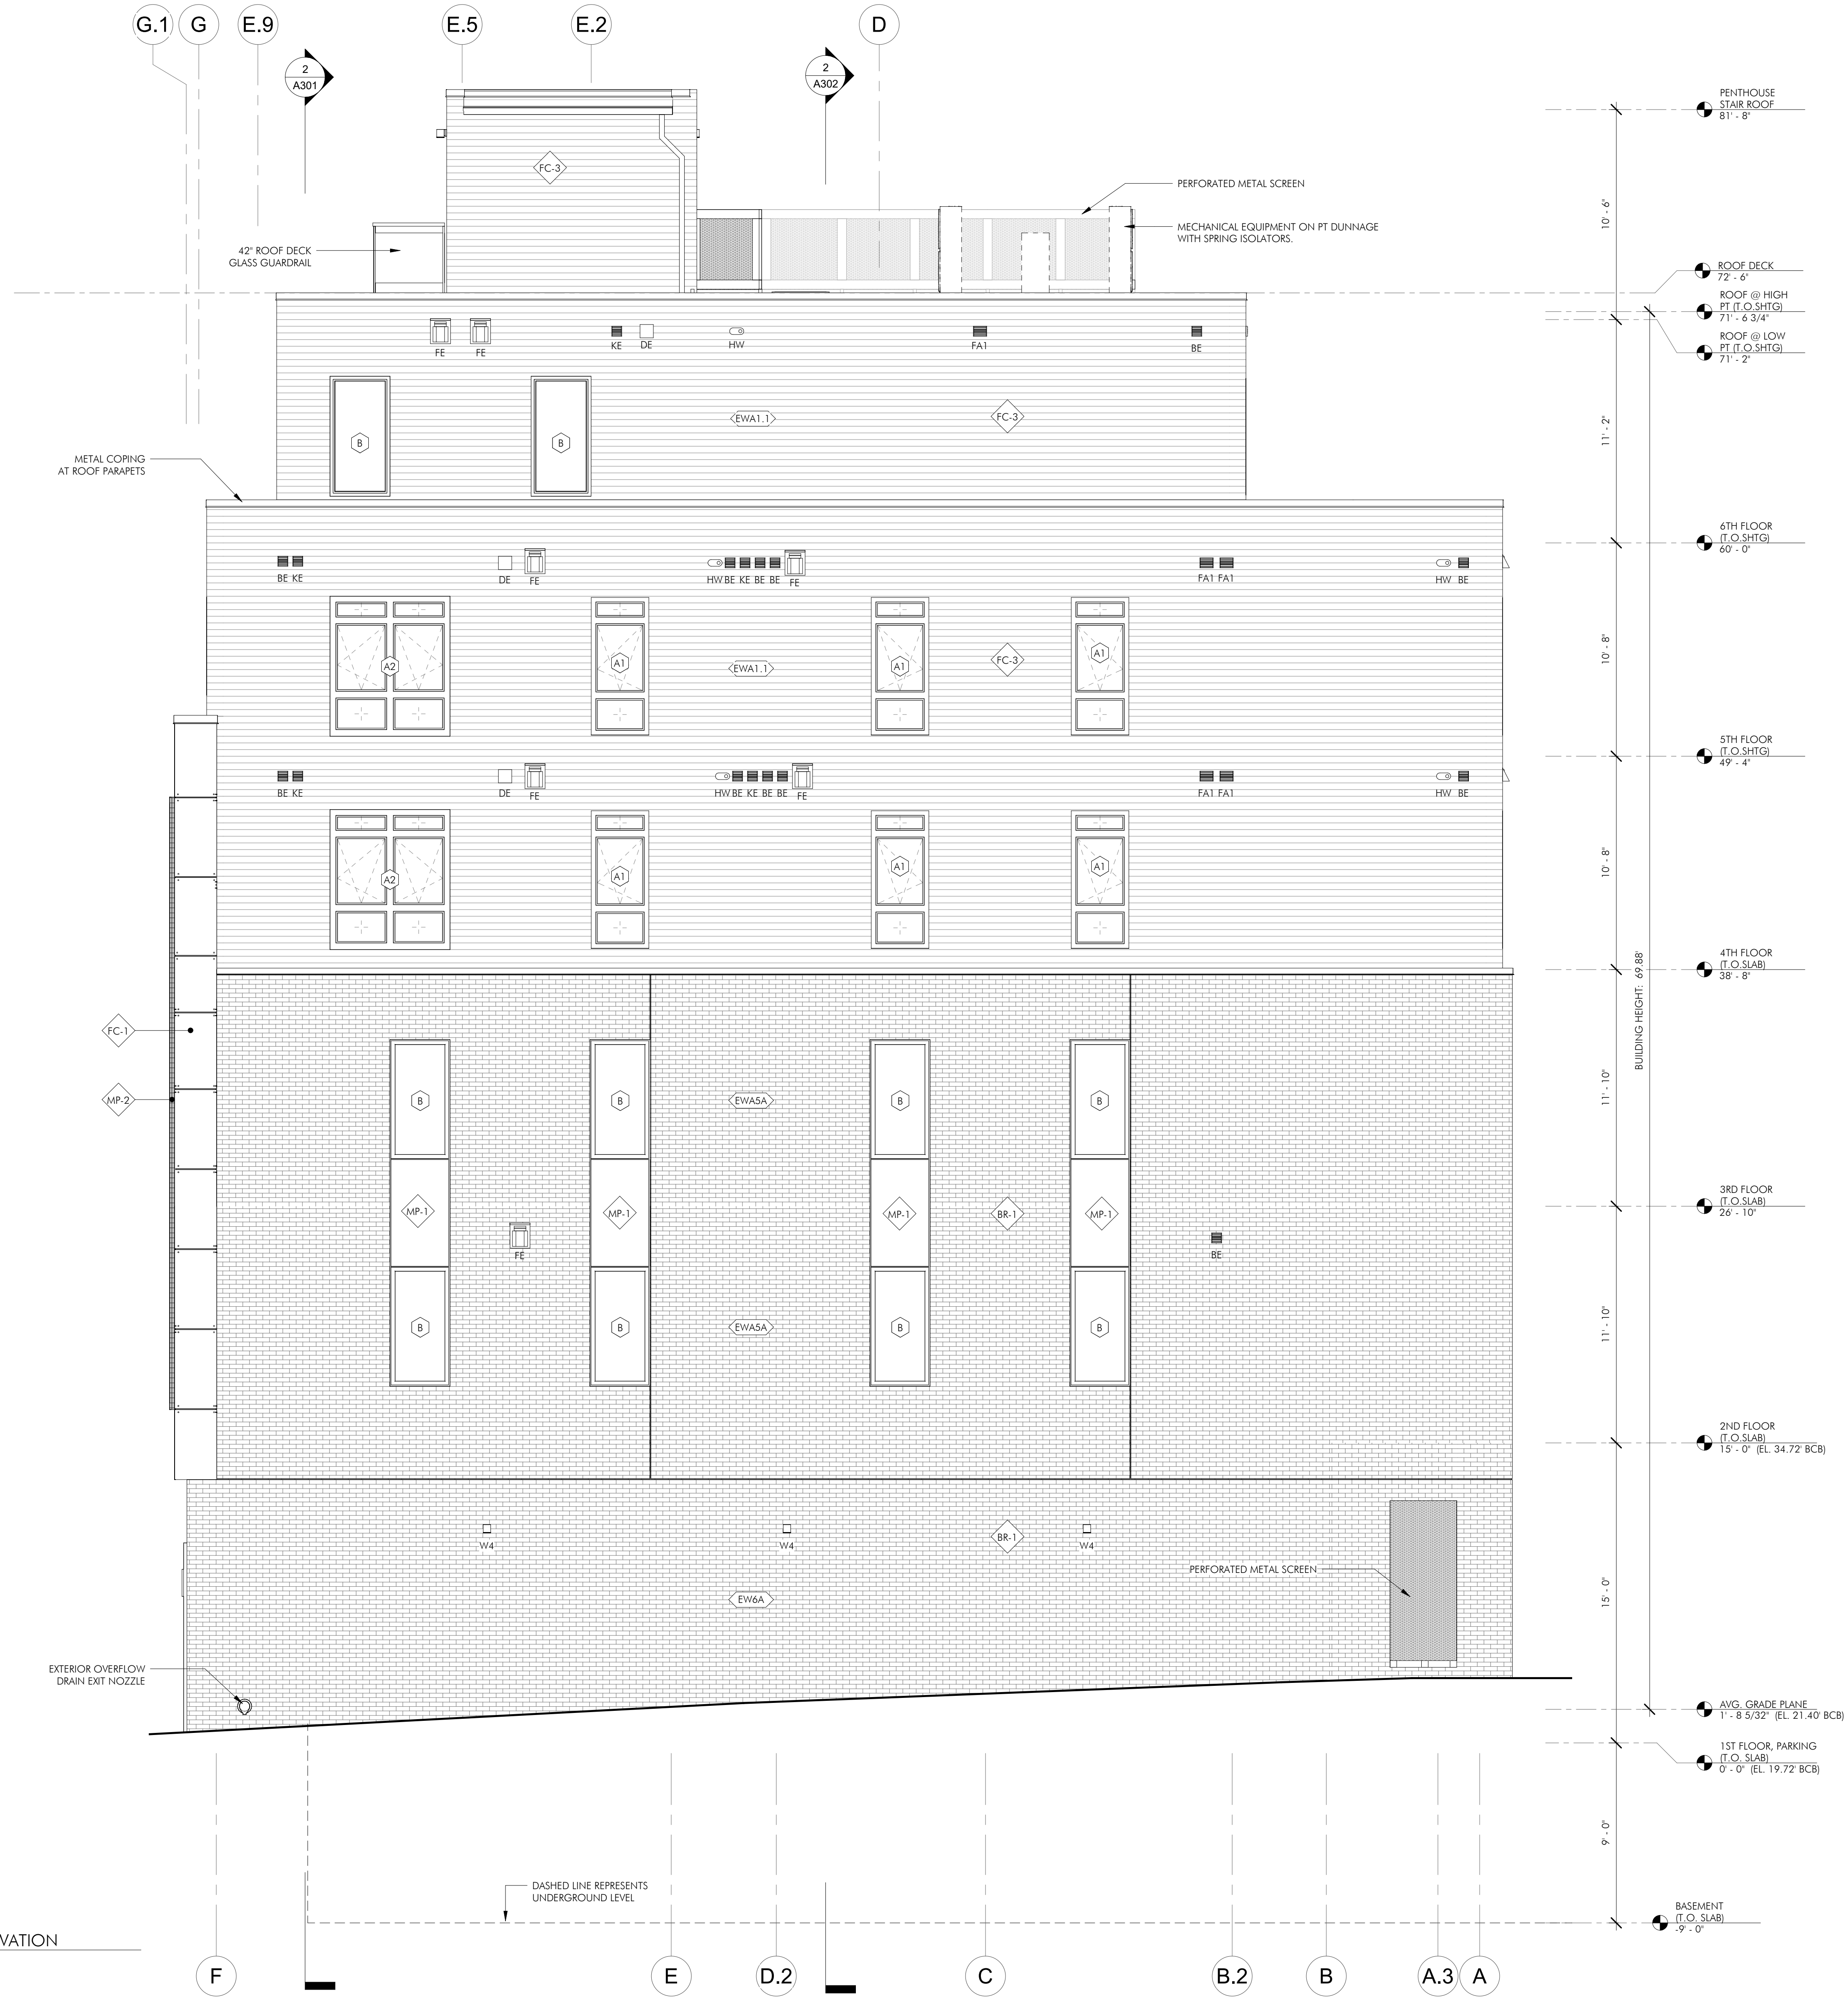 G.1 G E.9 E.5 E.2 D
2
A301
2
A302
PENTHOUSE
STAIR ROOF
81' - 8"
FC-3
PERFORATED METAL SCREEN
10' - 6"
MECHANICAL EQUIPMENT ON PT DUNNAGE
WITH SPRING ISOLATORS.
42" ROOF DECK
GLASS GUARDRAIL
ROOF DECK
72' - 6"
ROOF @ HIGH
PT (T.O.SHTG)
71' - 6 3/4"
ROOF @ LOW
PT (T.O.SHTG)
71' - 2"
FE FE KE DE HW FA1 BE
B B EWA1.1 FC-3
11' - 2"
METAL COPING
AT ROOF PARAPETS
6TH FLOOR
(T.O.SHTG)
60' - 0"
BE KE DE FE HW BE KE BE BE FE FA1 FA1 HW BE
A2 A1 EWA1.1 A1 FC-3 A1
10' - 8"
5TH FLOOR
(T.O.SHTG)
49' - 4"
BE KE DE FE HW BE KE BE BE FE FA1 FA1 HW BE
A2 A1 A1 A1
10' - 8"
4TH FLOOR
(T.O.SLAB)
38' - 8"
BUILDING HEIGHT: 69.88'
FC-1
MP-2
B B EWA5A B B
11' - 10"
3RD FLOOR
(T.O.SLAB)
26' - 10"
MP-1 MP-1 MP-1 BR-1 MP-1
FE BE
B B EWA5A B B
11' - 10"
2ND FLOOR
(T.O.SLAB)
15' - 0" (EL. 34.72' BCB)
W4 W4 BR-1 W4
PERFORATED METAL SCREEN
EW6A
15' - 0"
EXTERIOR OVERFLOW
DRAIN EXIT NOZZLE
AVG. GRADE PLANE
1' - 8 5/32" (EL. 21.40' BCB)
1ST FLOOR, PARKING
(T.O. SLAB)
0' - 0" (EL. 19.72' BCB)
9' - 0"
DASHED LINE REPRESENTS
UNDERGROUND LEVEL
BASEMENT
(T.O. SLAB)
-9' - 0"
VATION
F E D.2 C B.2 B A.3 A